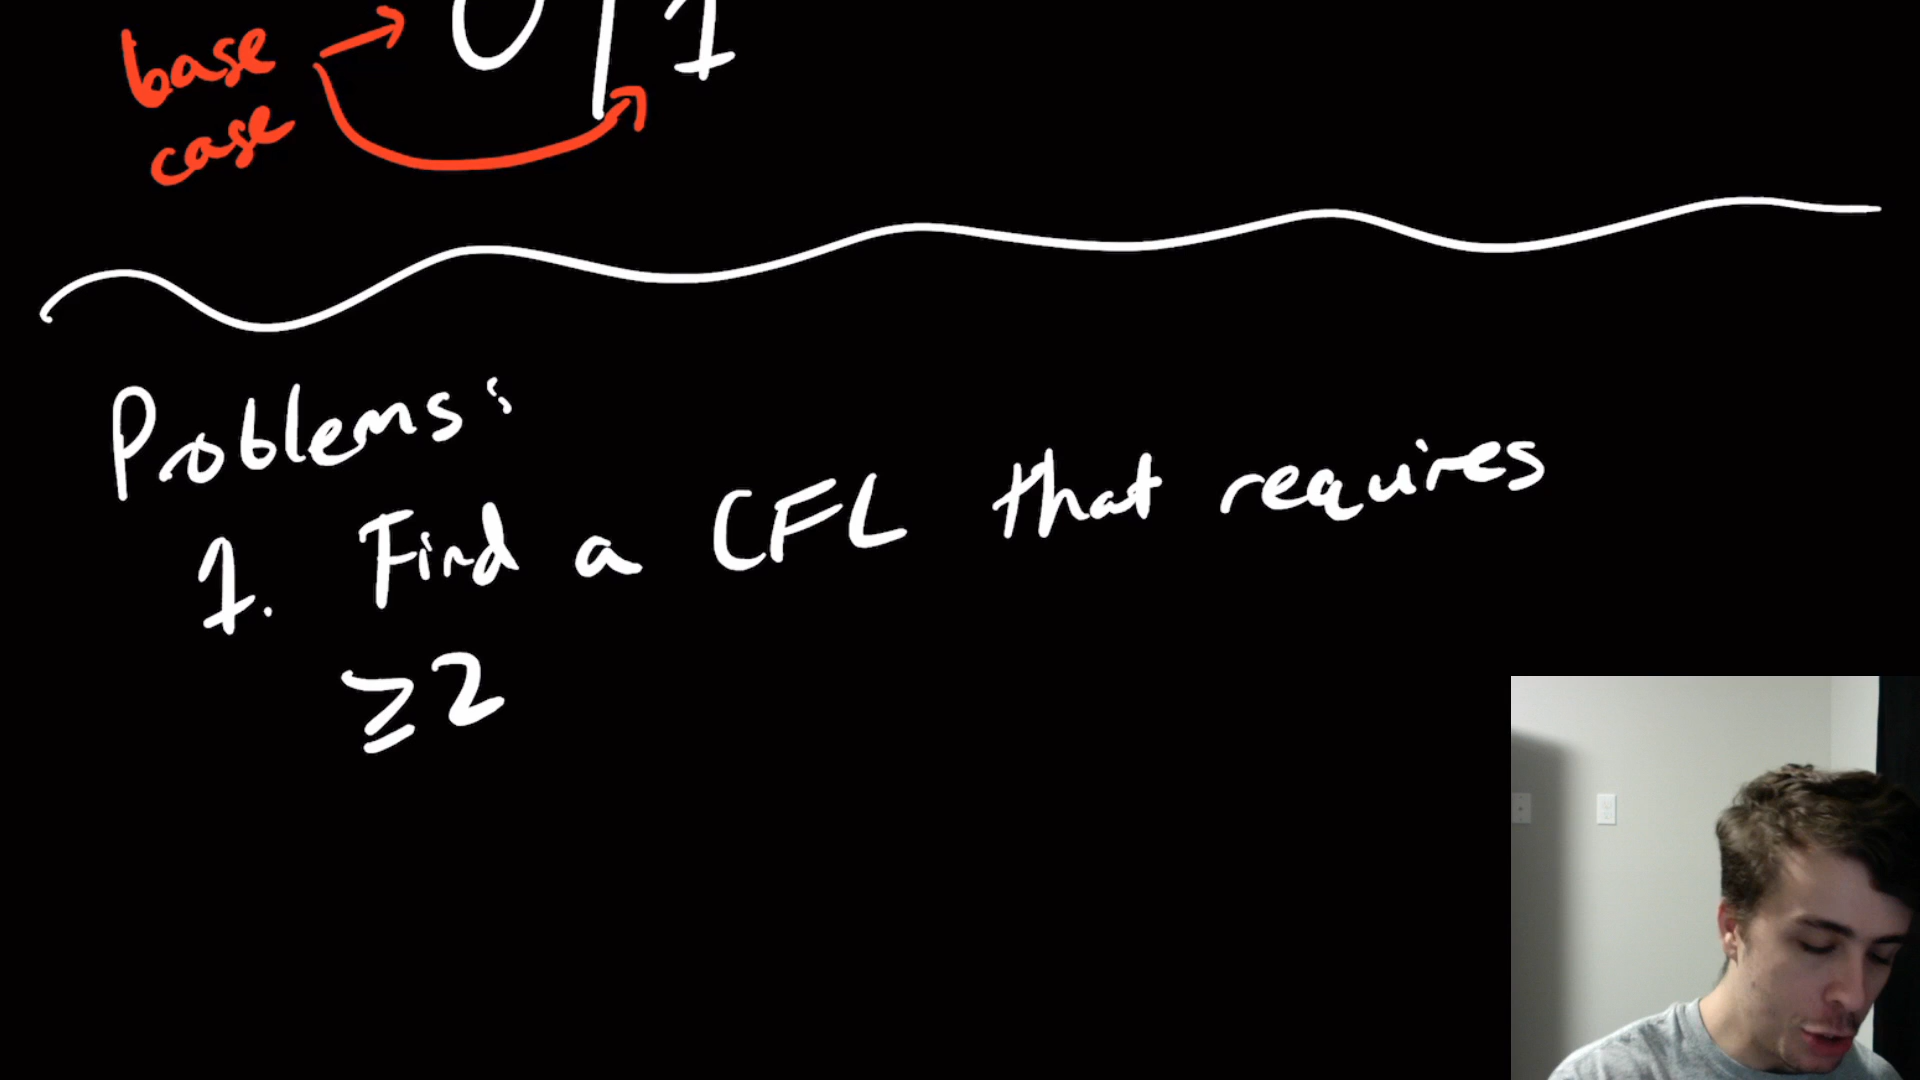 base
case
0|1
Problems:
1. Find a CFL that requires
≥2